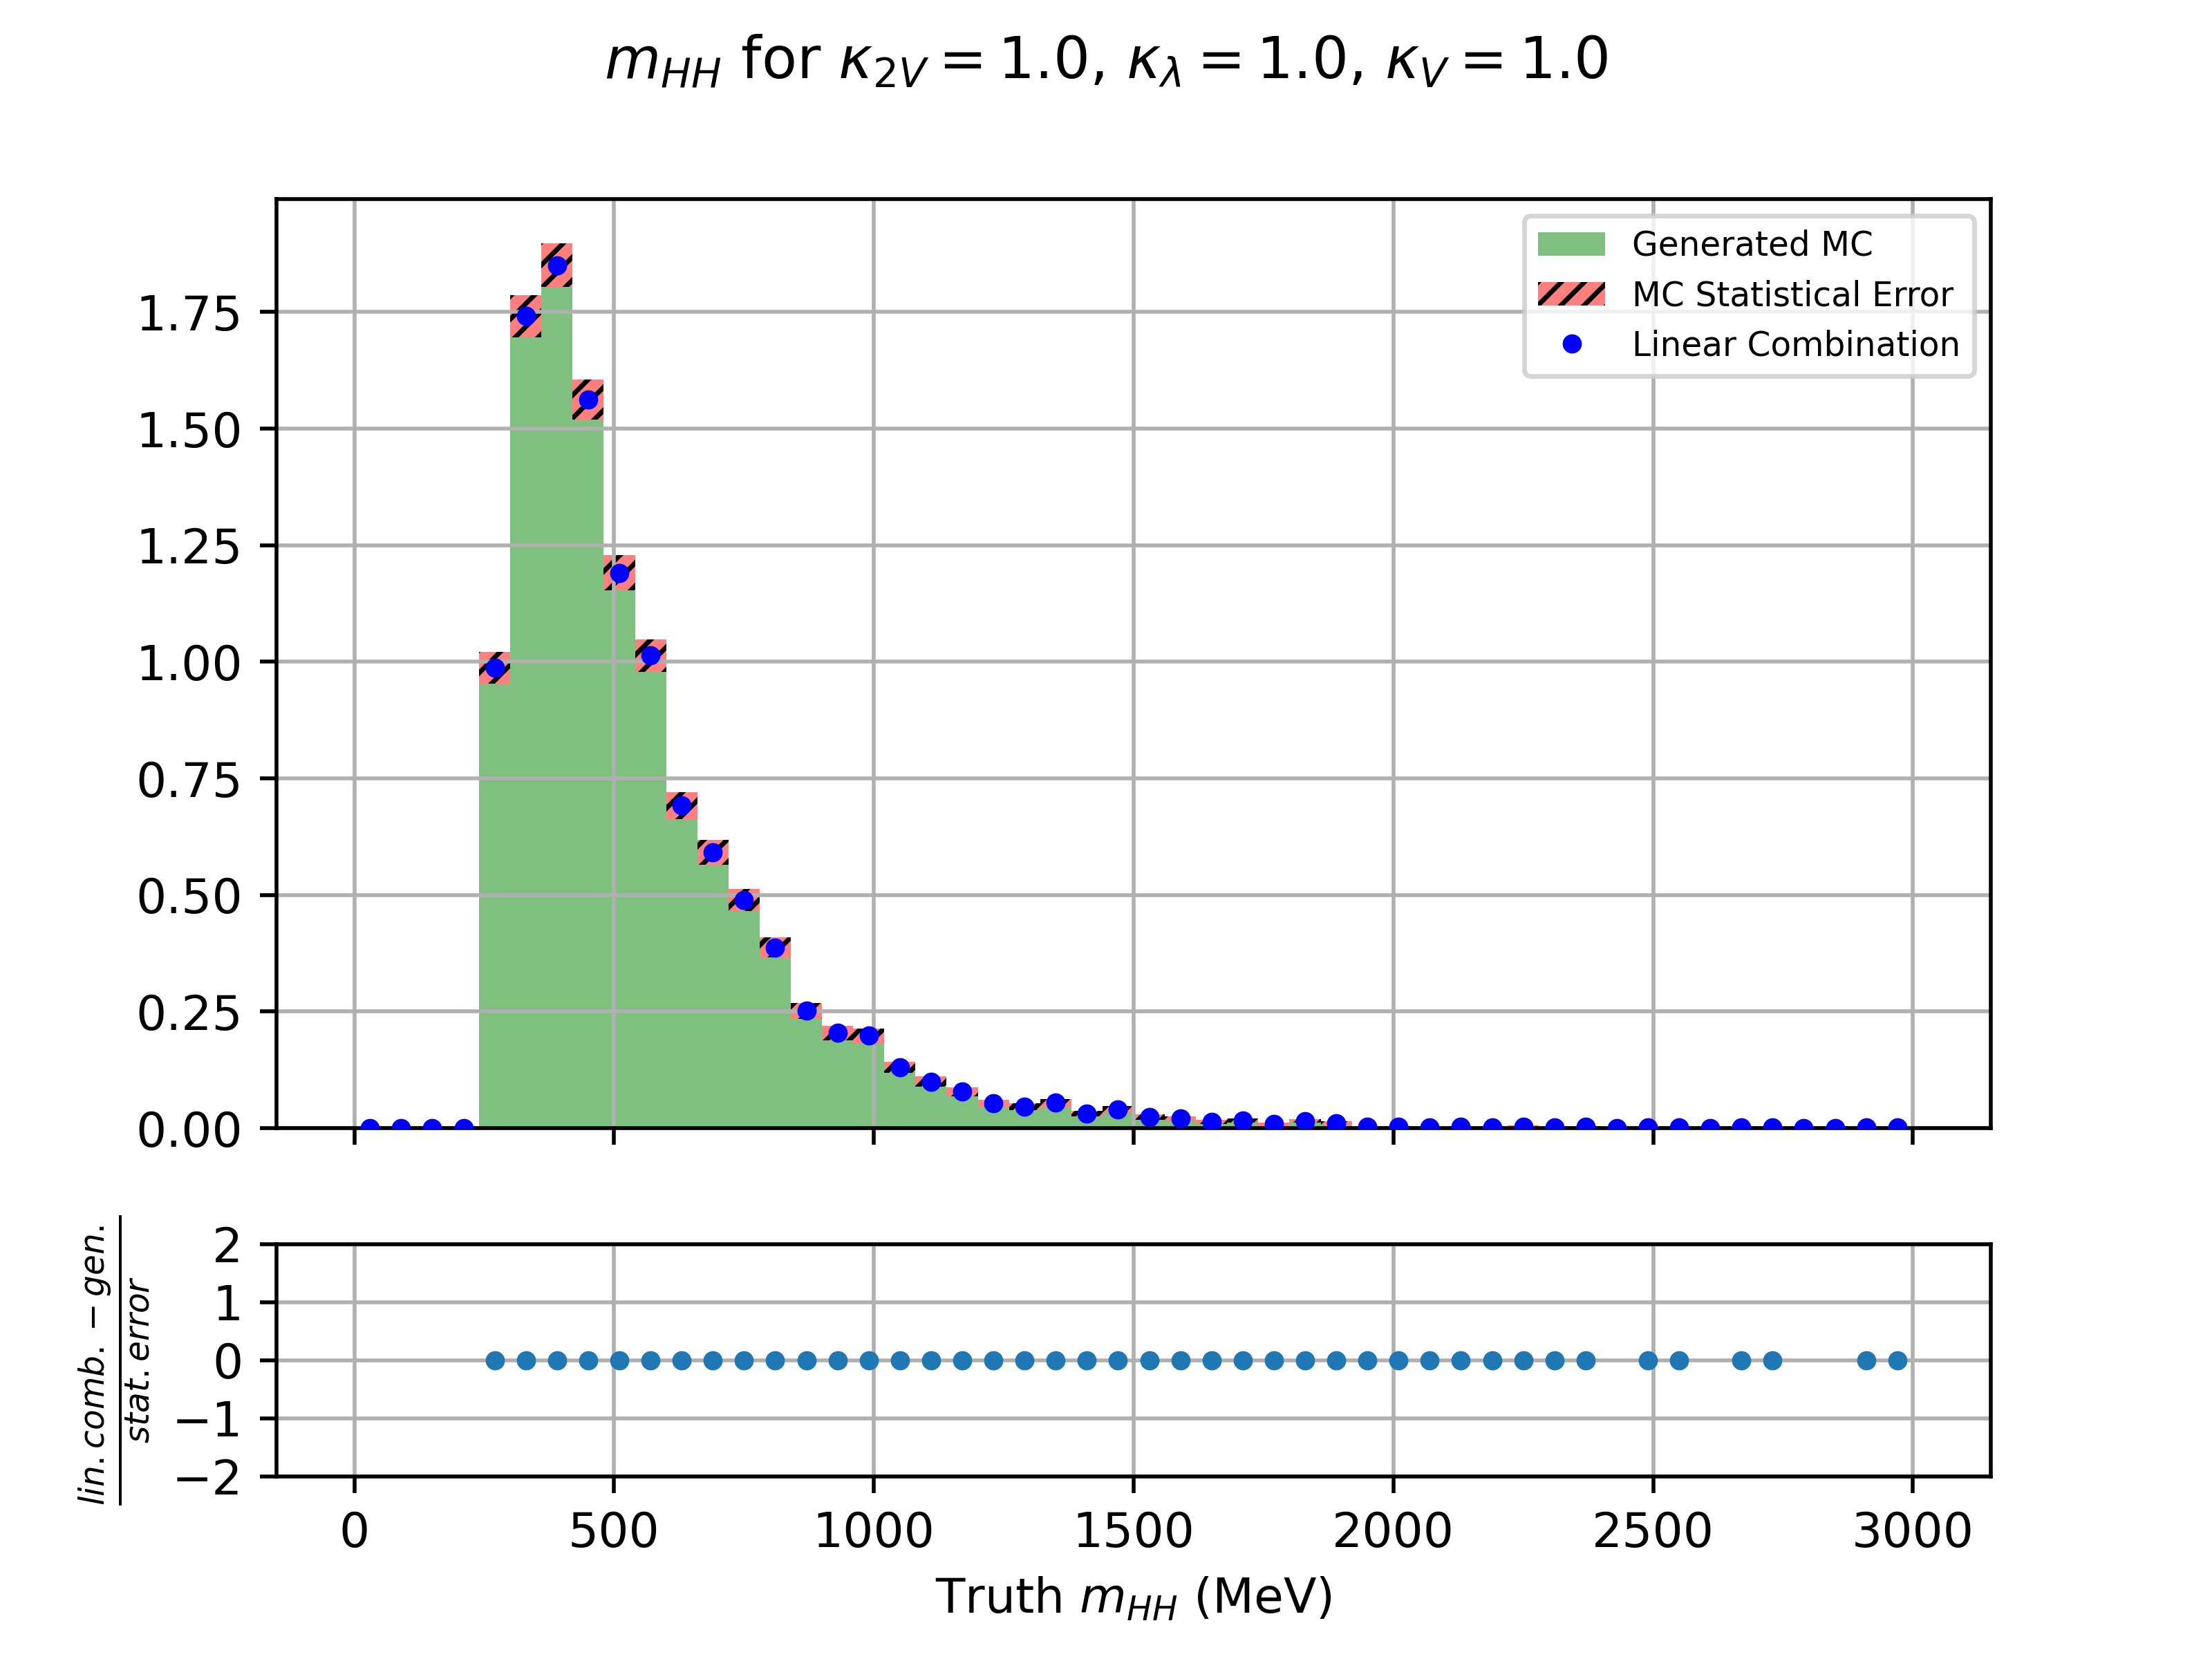 m_HH for κ_2V = 1.0, κ_λ = 1.0, κ_V = 1.0
Generated MC
MC Statistical Error
Linear Combination
1.75
1.50
1.25
1.00
0.75
0.50
0.25
0.00
lin. comb. − gen.
stat. error
2
1
0
−1
−2
0 500 1000 1500 2000 2500 3000
Truth m_HH (MeV)